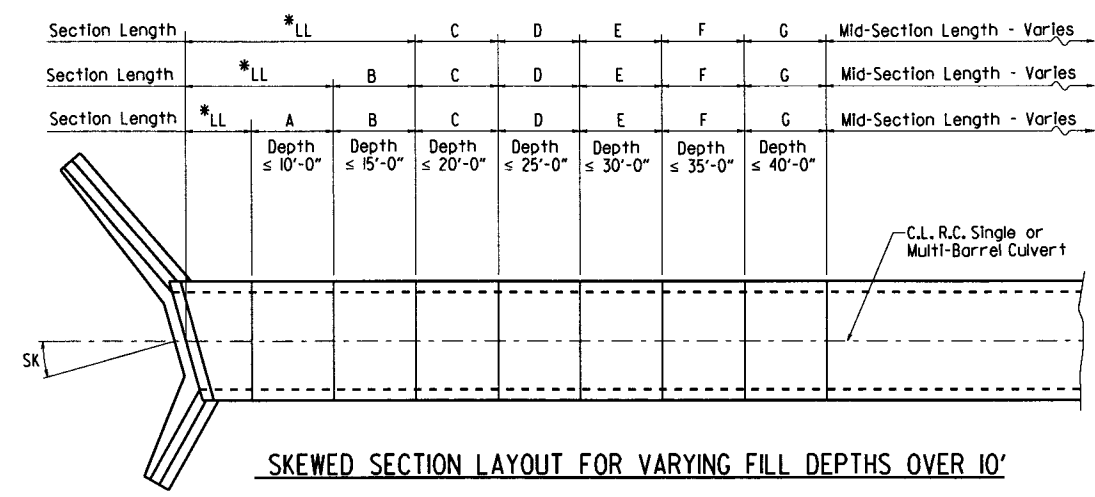 Section Length *LL C D E F G Mid-Section Length - Varies
Section Length *LL B C D E F G Mid-Section Length - Varies
Section Length *LL A B C D E F G Mid-Section Length - Varies
Depth ≤ 10'-0" Depth ≤ 15'-0" Depth ≤ 20'-0" Depth ≤ 25'-0" Depth ≤ 30'-0" Depth ≤ 35'-0" Depth ≤ 40'-0"
C.L. R.C. Single or
Multi-Barrel Culvert
SK
SKEWED SECTION LAYOUT FOR VARYING FILL DEPTHS OVER 10'